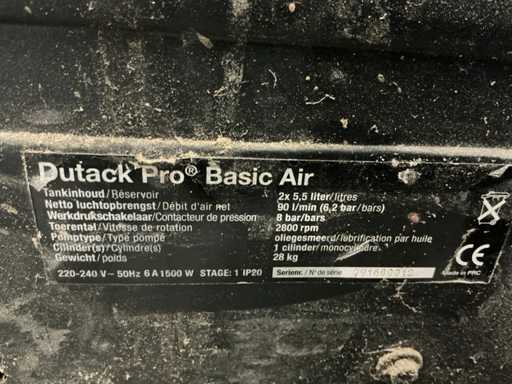 Dutack Pro® Basic Air
Tankinhoud/Réservoir 2x 5,5 liter/litres
Netto luchtopbrengst/Débit d'air net 90 l/min (6,2 bar/bars)
Werkdrukschakelaar/Contacteur de pression 8 bar/bars
Toerental/Vitesse de rotation 2800 rpm
Pomptype/Type pompe oliegesmeerd/lubrification par huile
Cilinder(s)/Cylindre(s) 1 cilinder/monocylindre
Gewicht/poids 28 kg
220-240 V~ 50Hz 6 A 1500 W STAGE: 1 IP20 Serienr. / N° de série
CE
Made in PRC